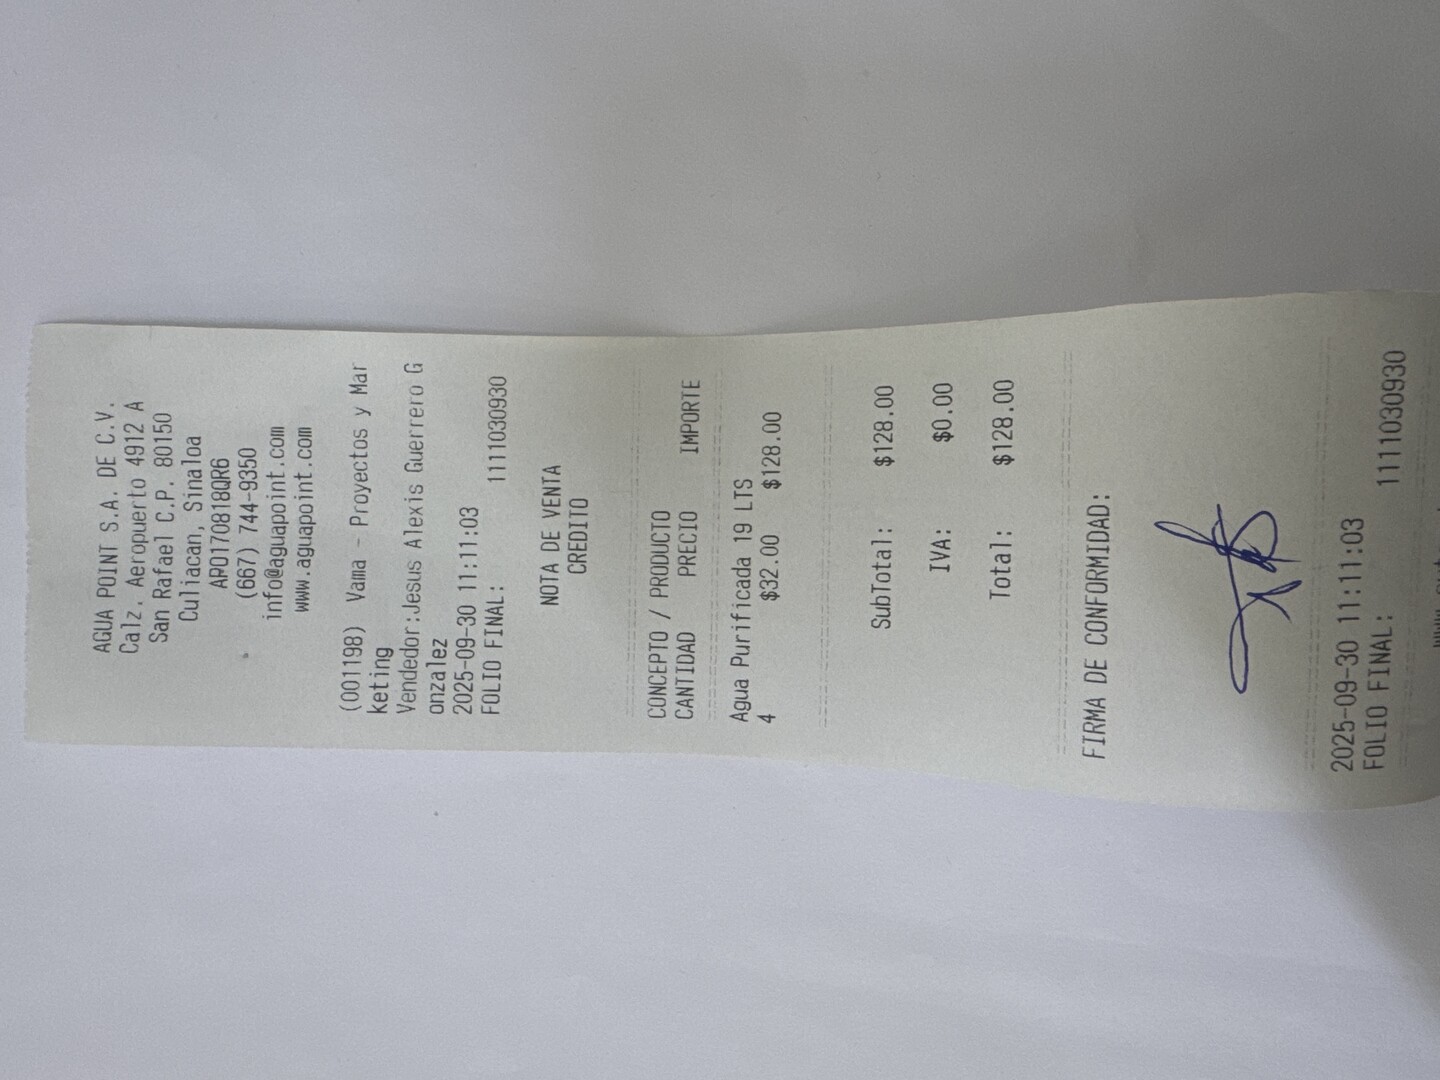 AGUA POINT S.A. DE C.V.
Calz. Aeropuerto 4912 A
San Rafael C.P. 80150
Culiacan, Sinaloa
APO170818QR6
(667) 744-9350
info@aguapoint.com
www.aguapoint.com
(001198) Vama - Proyectos y Mar
keting
Vendedor:Jesus Alexis Guerrero G
onzalez
2025-09-30 11:11:03
FOLIO FINAL: 1111030930
NOTA DE VENTA
CREDITO
CONCEPTO / PRODUCTO
CANTIDAD PRECIO IMPORTE
Agua Purificada 19 LTS
4 $32.00 $128.00
SubTotal: $128.00
IVA: $0.00
Total: $128.00
FIRMA DE CONFORMIDAD:
2025-09-30 11:11:03
FOLIO FINAL: 1111030930